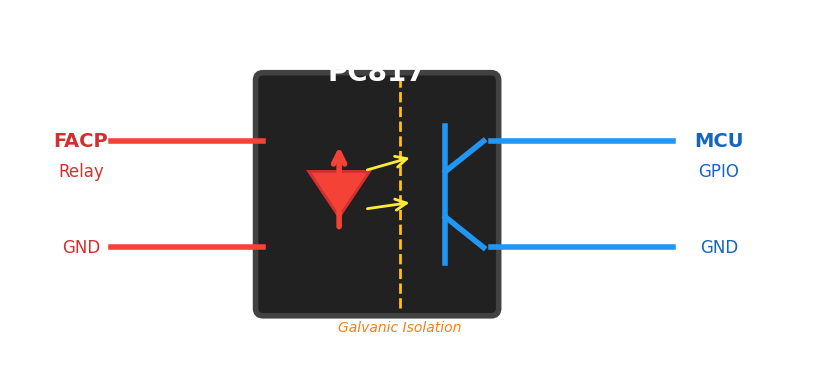 PC817
FACP
Relay
GND
MCU
GPIO
GND
Galvanic Isolation